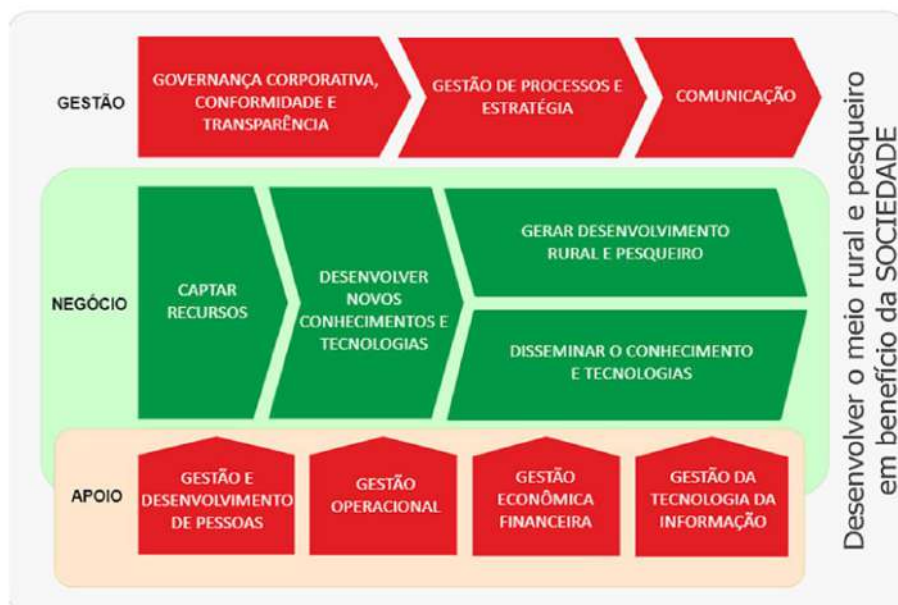 GESTÃO
GOVERNANÇA CORPORATIVA,
CONFORMIDADE E
TRANSPARÊNCIA
GESTÃO DE PROCESSOS E
ESTRATÉGIA
COMUNICAÇÃO
NEGÓCIO
CAPTAR
RECURSOS
DESENVOLVER
NOVOS
CONHECIMENTOS E
TECNOLOGIAS
GERAR DESENVOLVIMENTO
RURAL E PESQUEIRO
DISSEMINAR O CONHECIMENTO
E TECNOLOGIAS
APOIO
GESTÃO E
DESENVOLVIMENTO
DE PESSOAS
GESTÃO
OPERACIONAL
GESTÃO
ECONÔMICA
FINANCEIRA
GESTÃO DA
TECNOLOGIA DA
INFORMAÇÃO
Desenvolver o meio rural e pesqueiro
em benefício da SOCIEDADE